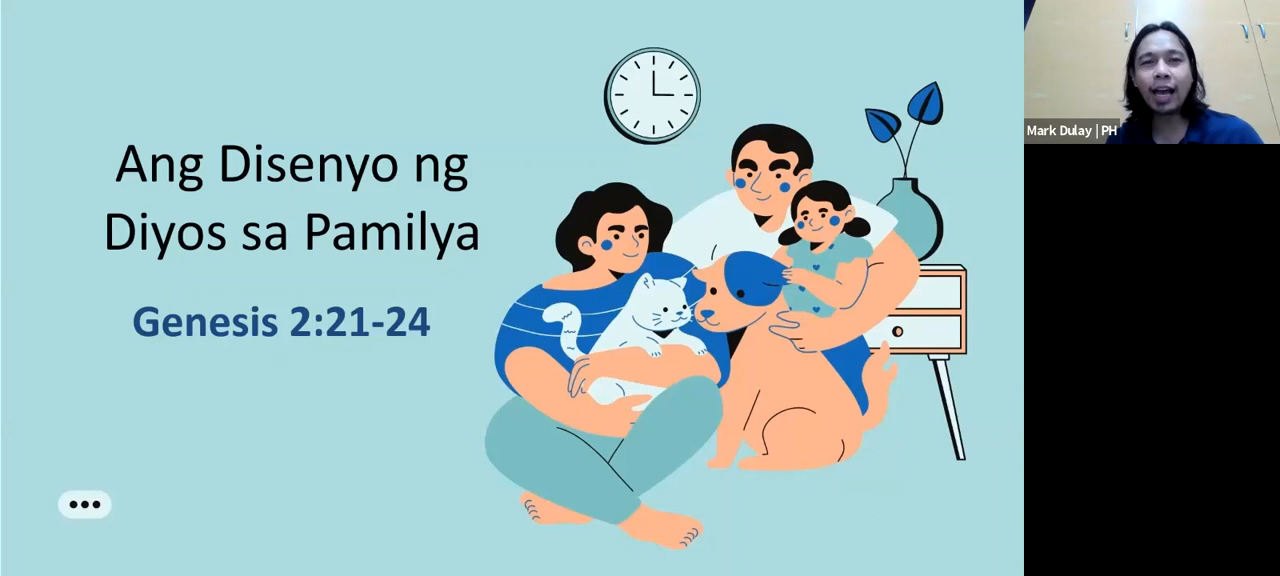 Ang Disenyo ng
Diyos sa Pamilya
Genesis 2:21-24
Mark Dulay | PH